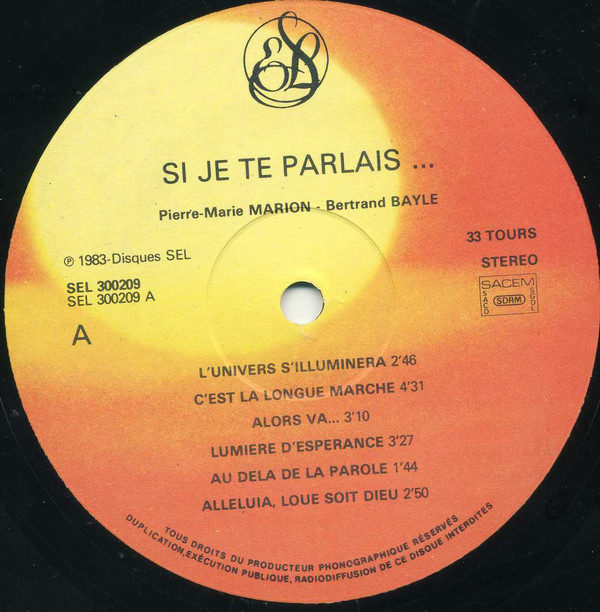 SEL
SI JE TE PARLAIS ...
Pierre-Marie MARION - Bertrand BAYLE
℗ 1983-Disques SEL
33 TOURS
SEL 300209
STEREO
SEL 300209 A
SACEM
SACD SDRM SGDL
A
L'UNIVERS S'ILLUMINERA 2'46
C'EST LA LONGUE MARCHE 4'31
ALORS VA... 3'10
LUMIERE D'ESPERANCE 3'27
AU DELA DE LA PAROLE 1'44
ALLELUIA, LOUE SOIT DIEU 2'50
TOUS DROITS DU PRODUCTEUR PHONOGRAPHIQUE RÉSERVÉS
DUPLICATION,EXÉCUTION PUBLIQUE, RADIODIFFUSION DE CE DISQUE INTERDITES